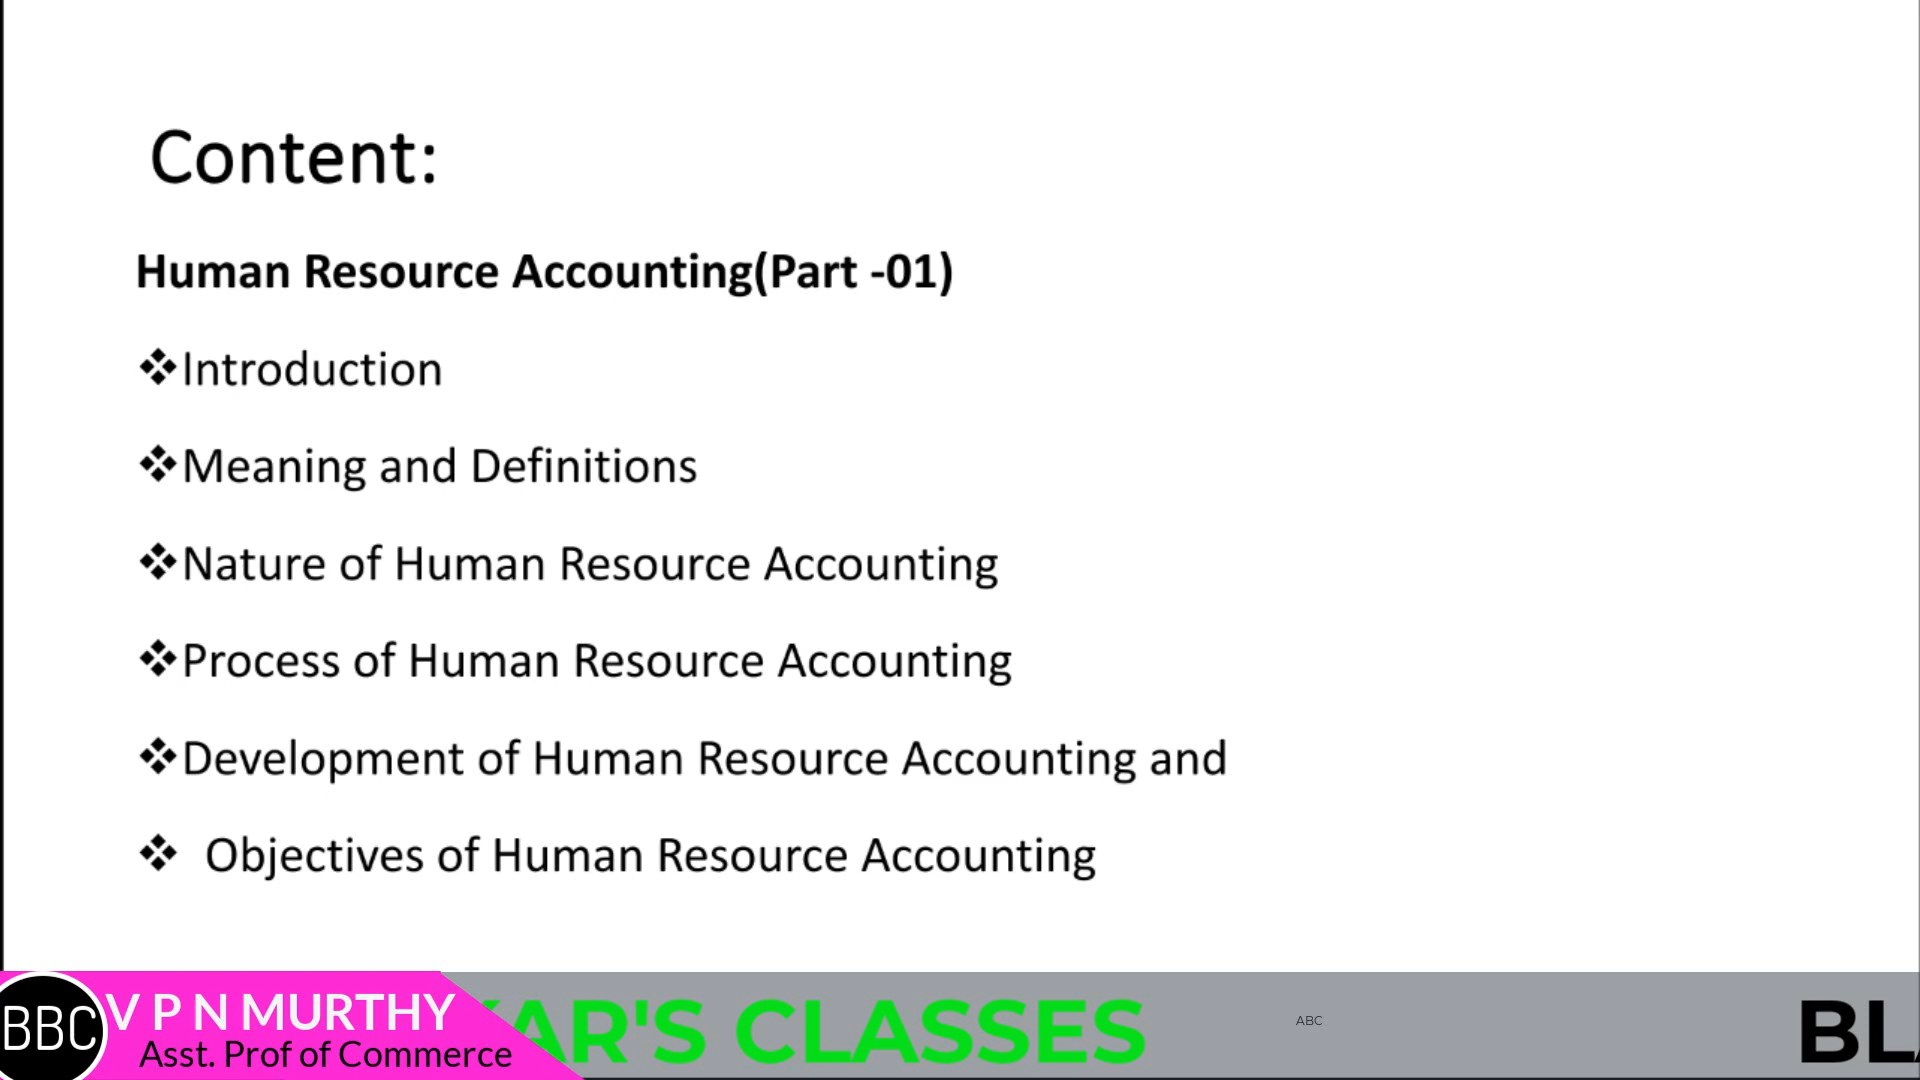 Content:
Human Resource Accounting(Part -01)
❖Introduction
❖Meaning and Definitions
❖Nature of Human Resource Accounting
❖Process of Human Resource Accounting
❖Development of Human Resource Accounting and
❖ Objectives of Human Resource Accounting
BBC
V P N MURTHY
Asst. Prof of Commerce
AR'S CLASSES
ABC
BL